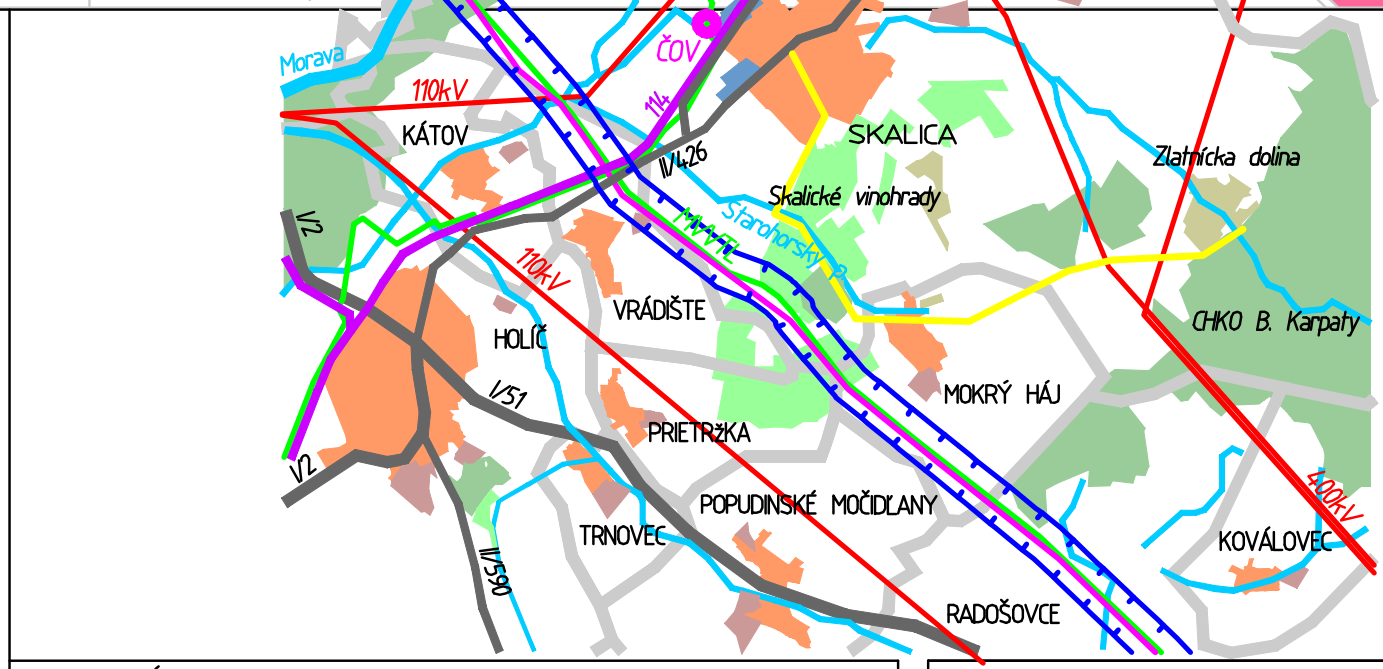 Morava
ČOV
110kV
114
KÁTOV
SKALICA
II/426
Zlatnícka dolina
Skalické vinohrady
I/2
MVVTL
Starohorský p.
110kV
VRÁDIŠTE
CHKO B. Karpaty
HOLÍČ
I/51
MOKRÝ HÁJ
PRIETRžKA
I/2
400kV
POPUDINSKÉ MOČIDĽANY
TRNOVEC
KOVÁLOVEC
II/590
RADOŠOVCE